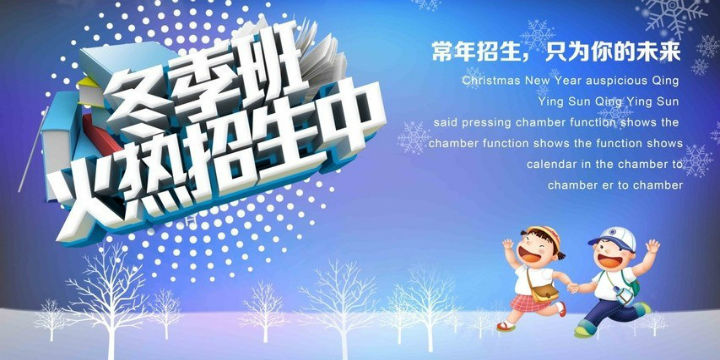 冬季班
火热招生中
常年招生，只为你的未来
Christmas New Year auspicious Qing
Ying Sun Qing Ying Sun
said pressing chamber function shows the
chamber function shows the function shows
calendar in the chamber to
chamber er to chamber